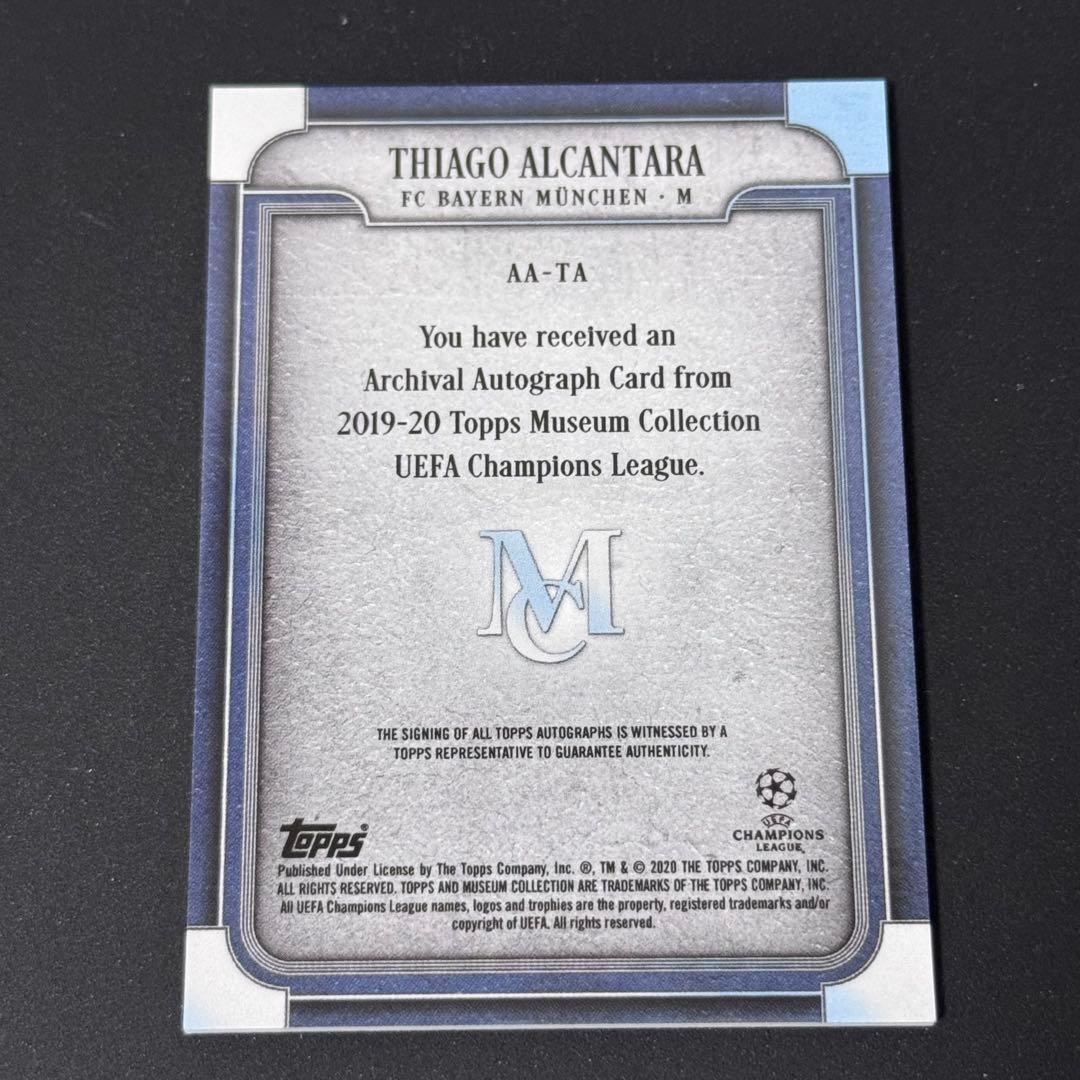 THIAGO ALCANTARA
FC BAYERN MÜNCHEN · M
AA-TA
You have received an
Archival Autograph Card from
2019-20 Topps Museum Collection
UEFA Champions League.
MC
THE SIGNING OF ALL TOPPS AUTOGRAPHS IS WITNESSED BY A
TOPPS REPRESENTATIVE TO GUARANTEE AUTHENTICITY.
UEFA
CHAMPIONS
LEAGUE
Topps®
Published Under License by The Topps Company, Inc. ®, TM & © 2020 THE TOPPS COMPANY, INC.
ALL RIGHTS RESERVED. TOPPS AND MUSEUM COLLECTION ARE TRADEMARKS OF THE TOPPS COMPANY, INC.
All UEFA Champions League names, logos and trophies are the property, registered trademarks and/or
copyright of UEFA. All rights reserved.